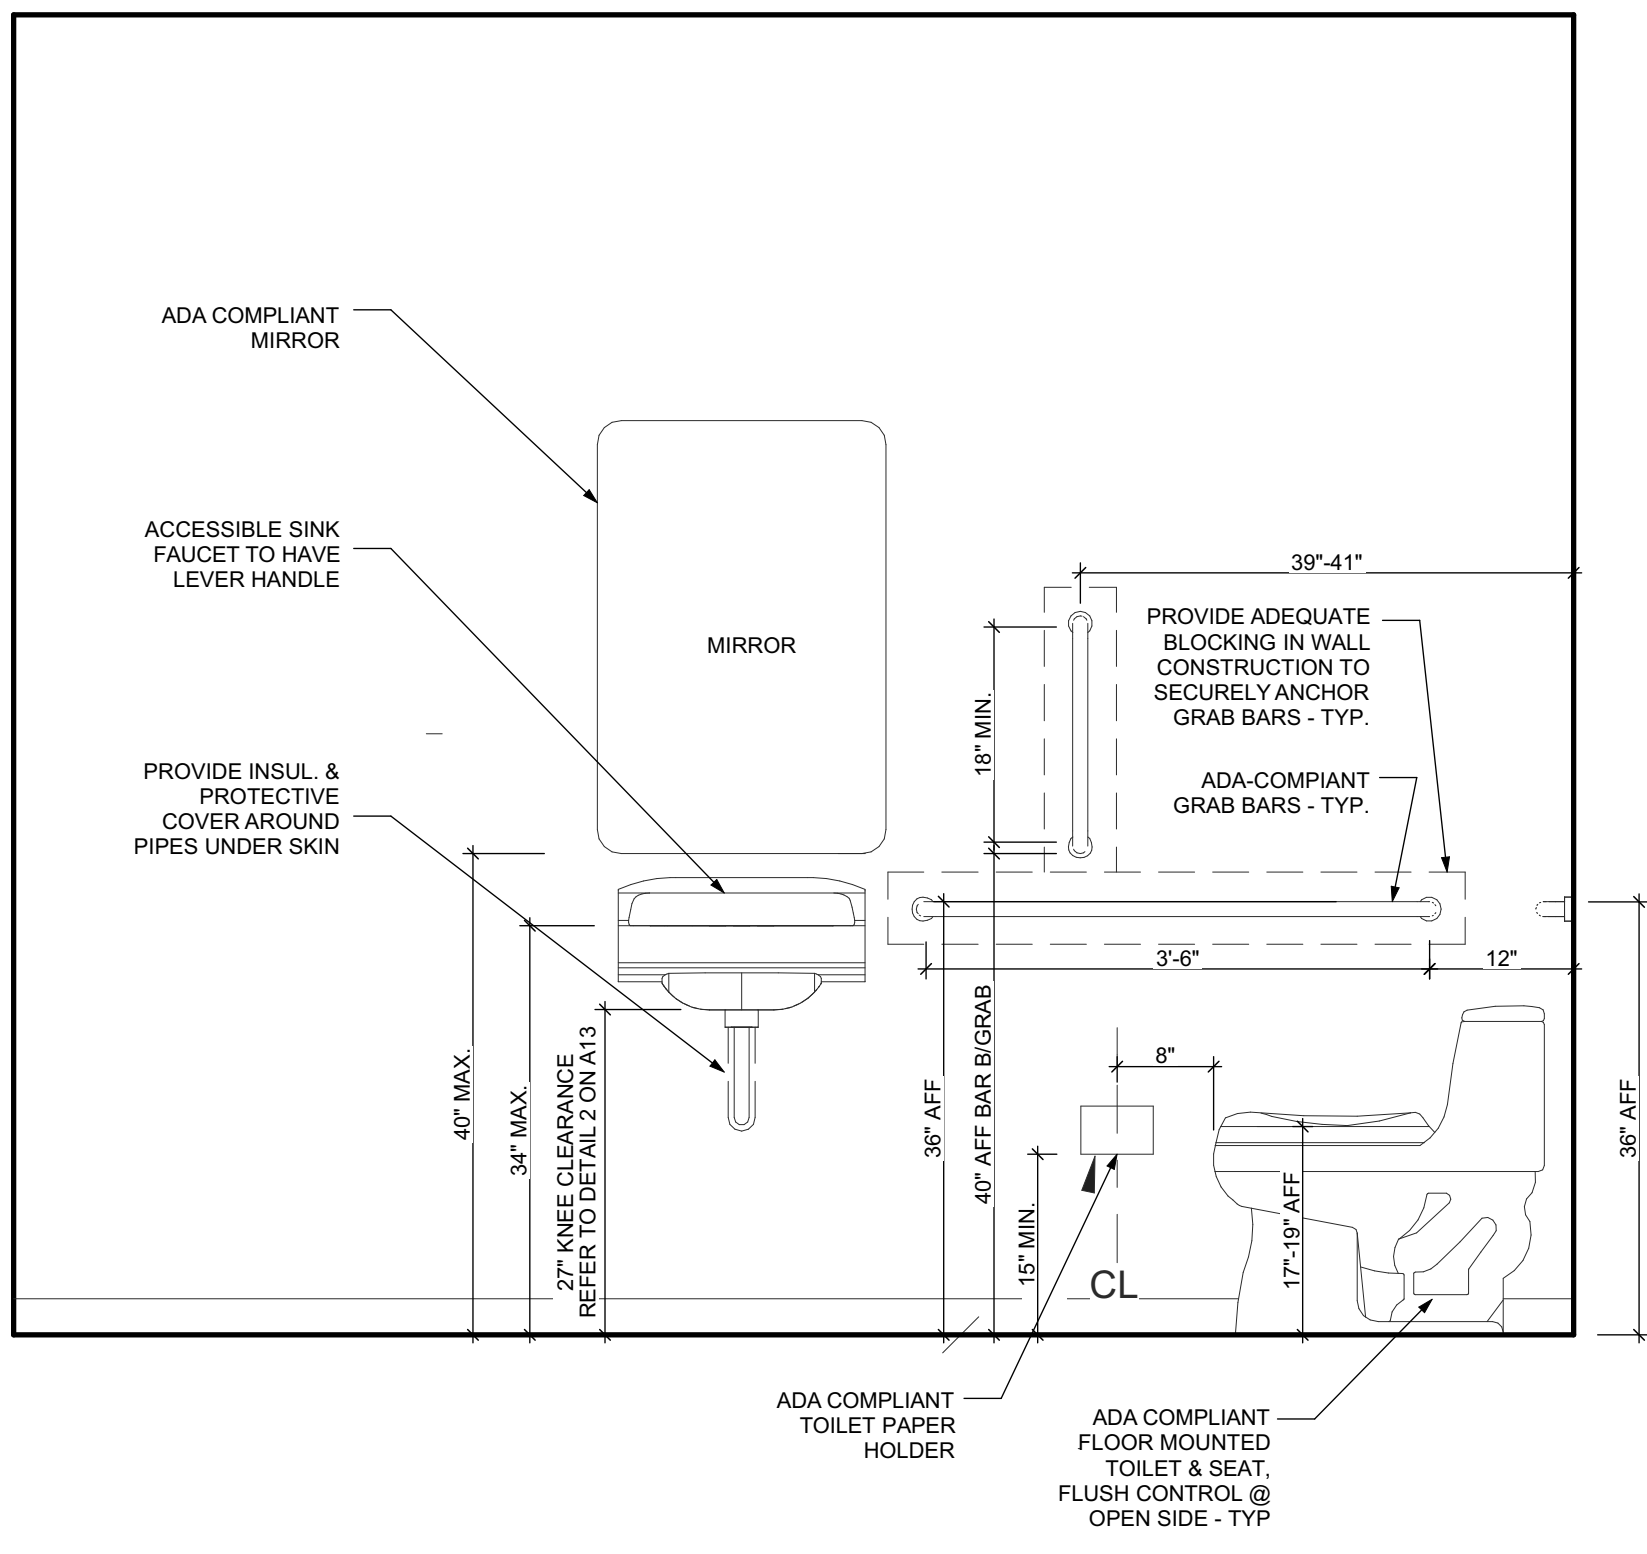 ADA COMPLIANT
MIRROR
ACCESSIBLE SINK
FAUCET TO HAVE
LEVER HANDLE
PROVIDE INSUL. &
PROTECTIVE
COVER AROUND
PIPES UNDER SKIN
MIRROR
39"-41"
PROVIDE ADEQUATE
BLOCKING IN WALL
CONSTRUCTION TO
SECURELY ANCHOR
GRAB BARS - TYP.
ADA-COMPIANT
GRAB BARS - TYP.
18" MIN.
3'-6"
12"
40" MAX.
34" MAX.
27" KNEE CLEARANCE
REFER TO DETAIL 2 ON A13
36" AFF
40" AFF BAR B/GRAB
15" MIN.
8"
CL
17"-19" AFF
36" AFF
ADA COMPLIANT
TOILET PAPER
HOLDER
ADA COMPLIANT
FLOOR MOUNTED
TOILET & SEAT,
FLUSH CONTROL @
OPEN SIDE - TYP